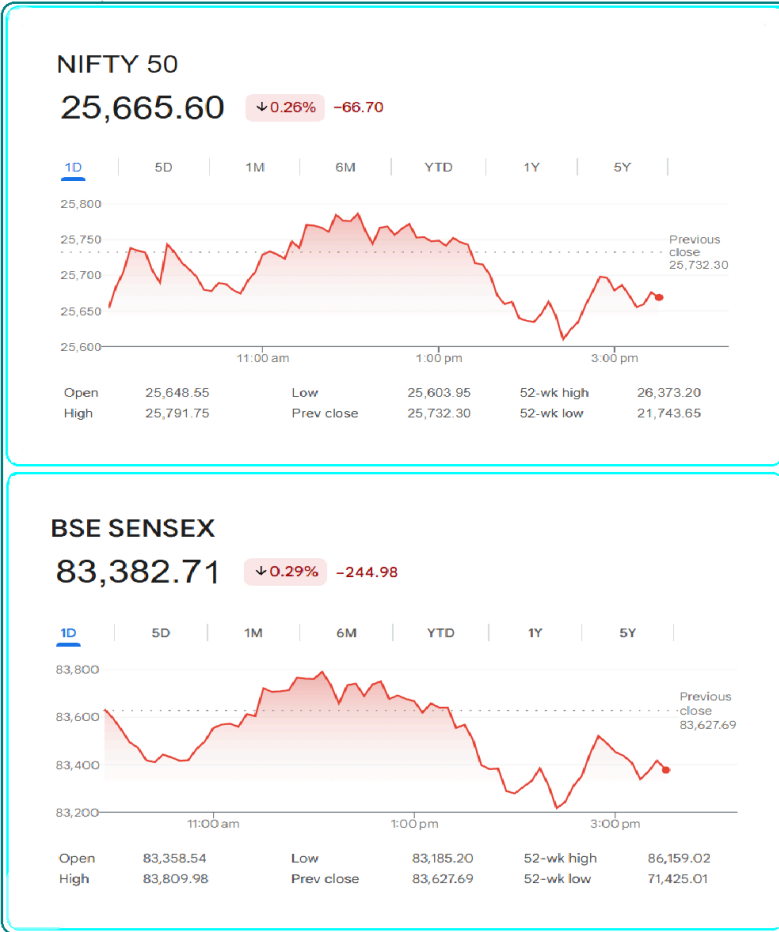 NIFTY 50
25,665.60 ↓0.26% −66.70
1D 5D 1M 6M YTD 1Y 5Y
25,800
25,750
25,700
25,650
25,600
Previous
close
25,732.30
11:00 am 1:00 pm 3:00 pm
Open 25,648.55 Low 25,603.95 52-wk high 26,373.20
High 25,791.75 Prev close 25,732.30 52-wk low 21,743.65
BSE SENSEX
83,382.71 ↓0.29% −244.98
1D 5D 1M 6M YTD 1Y 5Y
83,800
83,600
83,400
83,200
Previous
close
83,627.69
11:00 am 1:00 pm 3:00 pm
Open 83,358.54 Low 83,185.20 52-wk high 86,159.02
High 83,809.98 Prev close 83,627.69 52-wk low 71,425.01